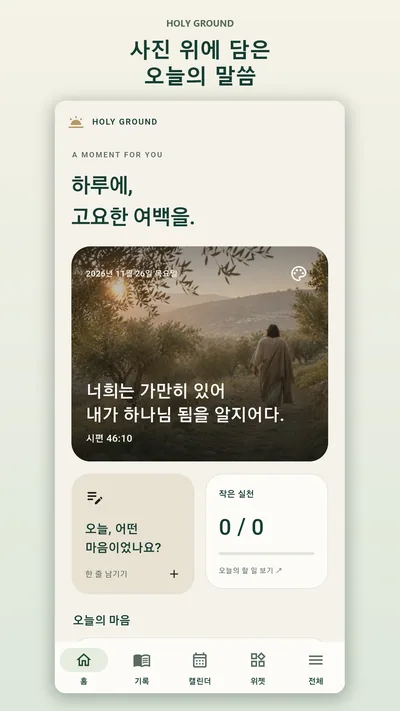 HOLY GROUND
사진 위에 담은
오늘의 말씀
HOLY GROUND
A MOMENT FOR YOU
하루에,
고요한 여백을.
2026년 11월 26일 목요일
너희는 가만히 있어
내가 하나님 됨을 알지어다.
시편 46:10
오늘, 어떤
마음이었나요?
한 줄 남기기 +
작은 실천
0 / 0
오늘의 할 일 보기 ↗
오늘의 마음
홈 기록 캘린더 위젯 전체